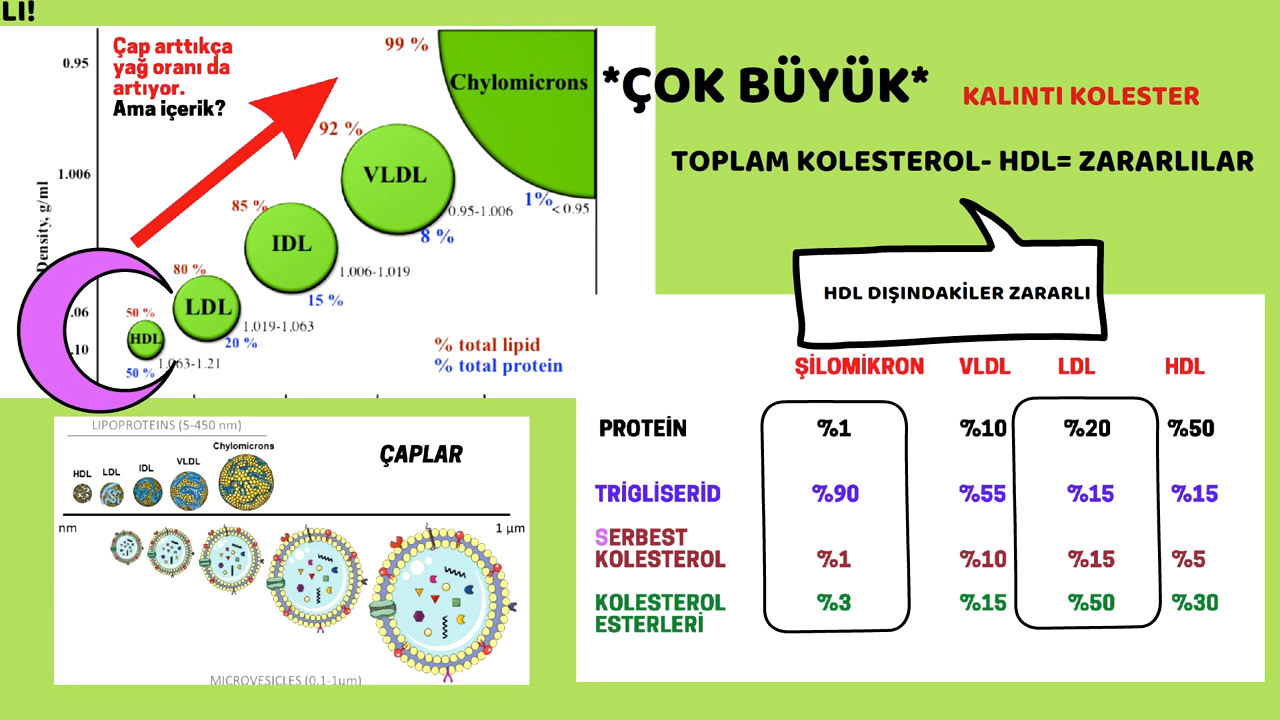 LI!
Çap arttıkça
yağ oranı da
artıyor.
Ama içerik?
0.95
1.006
.06
.10
Density, g/ml
99 %
Chylomicrons
1%
< 0.95
92 %
VLDL
0.95-1.006
8 %
85 %
IDL
1.006-1.019
15 %
80 %
LDL
1.019-1.063
20 %
50 %
HDL
1.063-1.21
50 %
% total lipid
% total protein
*ÇOK BÜYÜK*
KALINTI KOLESTER
TOPLAM KOLESTEROL- HDL= ZARARLILAR
HDL DIŞINDAKİLER ZARARLI
LIPOPROTEINS (5-450 nm)
ÇAPLAR
HDL LDL IDL VLDL Chylomicrons
nm 1 µm
MICROVESICLES (0.1-1µm)
ŞİLOMİKRON VLDL LDL HDL
PROTEİN %1 %10 %20 %50
TRİGLİSERİD %90 %55 %15 %15
SERBEST
KOLESTEROL %1 %10 %15 %5
KOLESTEROL %3 %15 %50 %30
ESTERLERİ